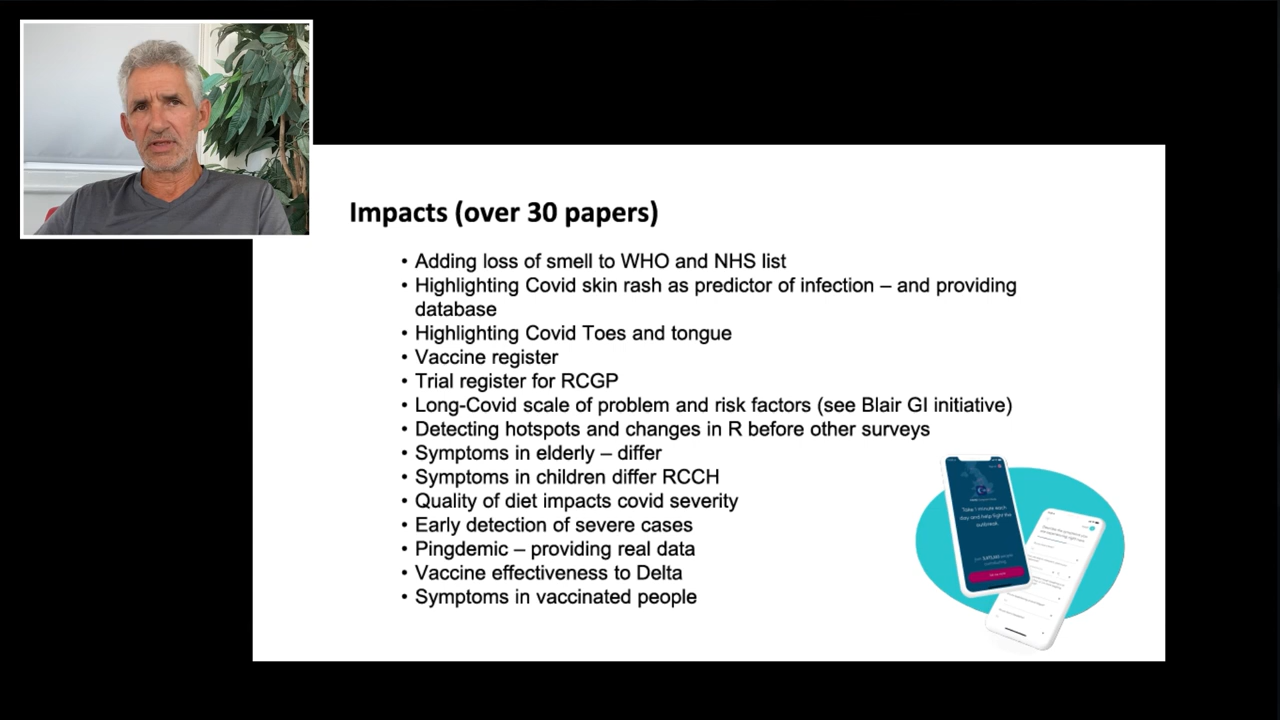 Impacts (over 30 papers)
• Adding loss of smell to WHO and NHS list
• Highlighting Covid skin rash as predictor of infection – and providing
database
• Highlighting Covid Toes and tongue
• Vaccine register
• Trial register for RCGP
• Long-Covid scale of problem and risk factors (see Blair GI initiative)
• Detecting hotspots and changes in R before other surveys
• Symptoms in elderly – differ
• Symptoms in children differ RCCH
• Quality of diet impacts covid severity
• Early detection of severe cases
• Pingdemic – providing real data
• Vaccine effectiveness to Delta
• Symptoms in vaccinated people
Take 1 minute each
day and help fight the
outbreak.